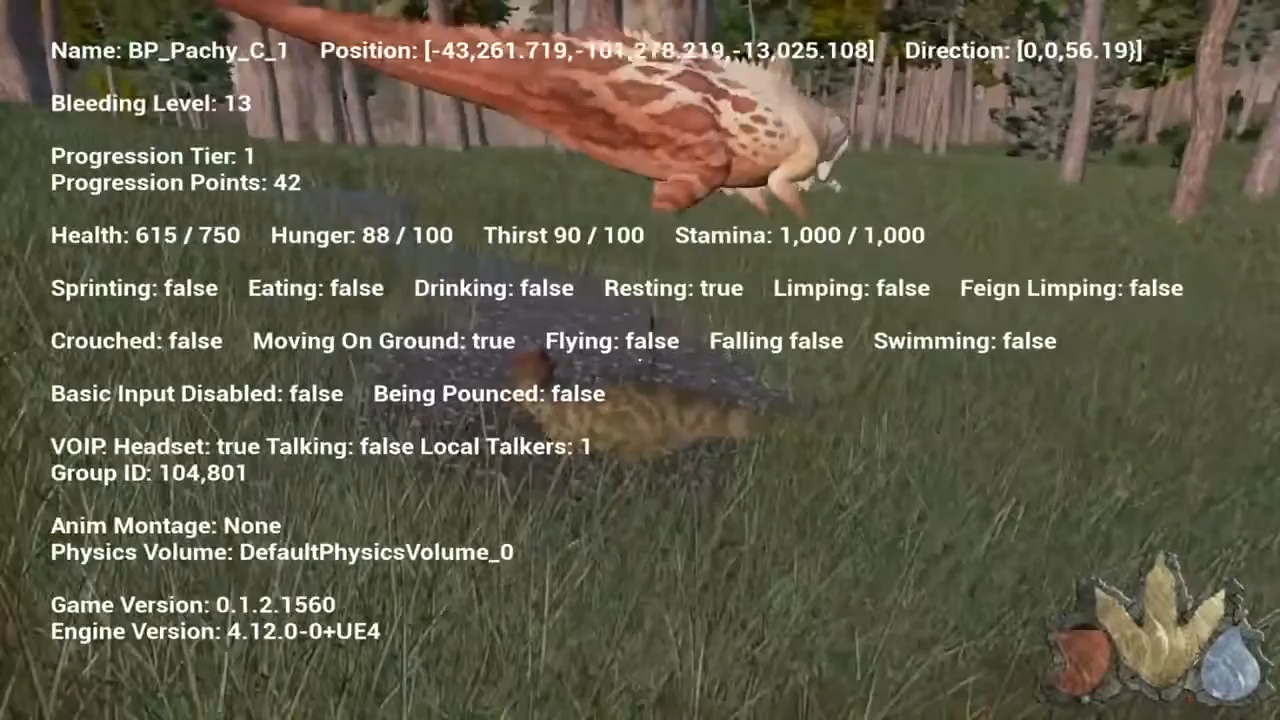 Name: BP_Pachy_C_1 Position: [-43,261.719,-101,278.219,-13,025.108] Direction: [0,0,56.19}]
Bleeding Level: 13
Progression Tier: 1
Progression Points: 42
Health: 615 / 750 Hunger: 88 / 100 Thirst 90 / 100 Stamina: 1,000 / 1,000
Sprinting: false Eating: false Drinking: false Resting: true Limping: false Feign Limping: false
Crouched: false Moving On Ground: true Flying: false Falling false Swimming: false
Basic Input Disabled: false Being Pounced: false
VOIP. Headset: true Talking: false Local Talkers: 1
Group ID: 104,801
Anim Montage: None
Physics Volume: DefaultPhysicsVolume_0
Game Version: 0.1.2.1560
Engine Version: 4.12.0-0+UE4